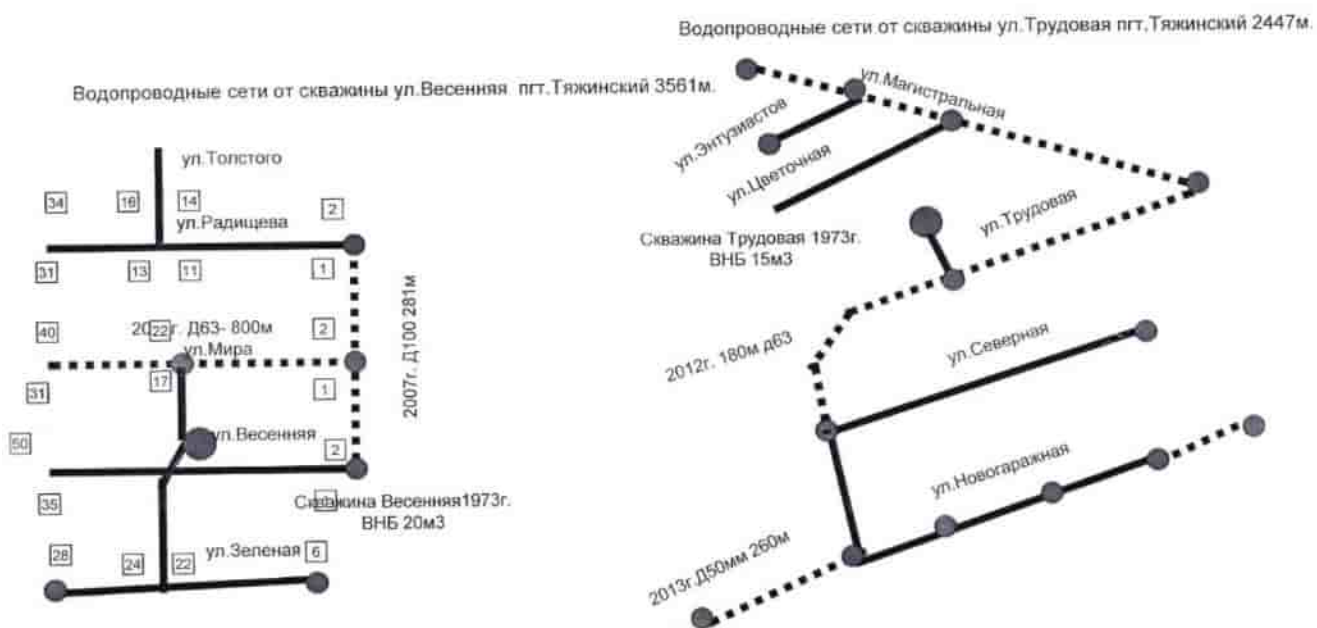 Водопроводные сети от скважины ул.Трудовая пгт.Тяжинский 2447м.
Водопроводные сети от скважины ул.Весенняя пгт.Тяжинский 3561м.
ул.Толстого
34
16
14
2
ул.Радищева
31
13
11
1
40
22
г. Д63- 800м
2
ул.Мира
31
17
1
2007г. Д100 281м
50
ул.Весенняя
2
35
Скважина Весенняя1973г.
ВНБ 20м3
28
24
22
ул.Зеленая
6
ул.Магистральная
ул.Энтузивстов
ул.Цветочная
ул.Трудовая
Скважина Трудовая 1973г.
ВНБ 15м3
2012г. 180м д63
ул.Северная
ул.Новогаражная
2013г.Д50мм 260м